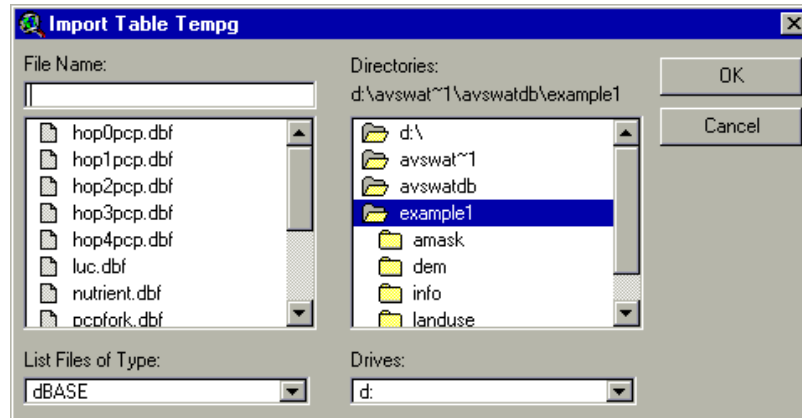 Import Table Tempg
File Name:
Directories:
d:\avswat~1\avswatdb\example1
OK
Cancel
hop0pcp.dbf
hop1pcp.dbf
hop2pcp.dbf
hop3pcp.dbf
hop4pcp.dbf
luc.dbf
nutrient.dbf
pcpfork.dbf
d:\
avswat~1
avswatdb
example1
amask
dem
info
landuse
List Files of Type:
dBASE
Drives:
d: